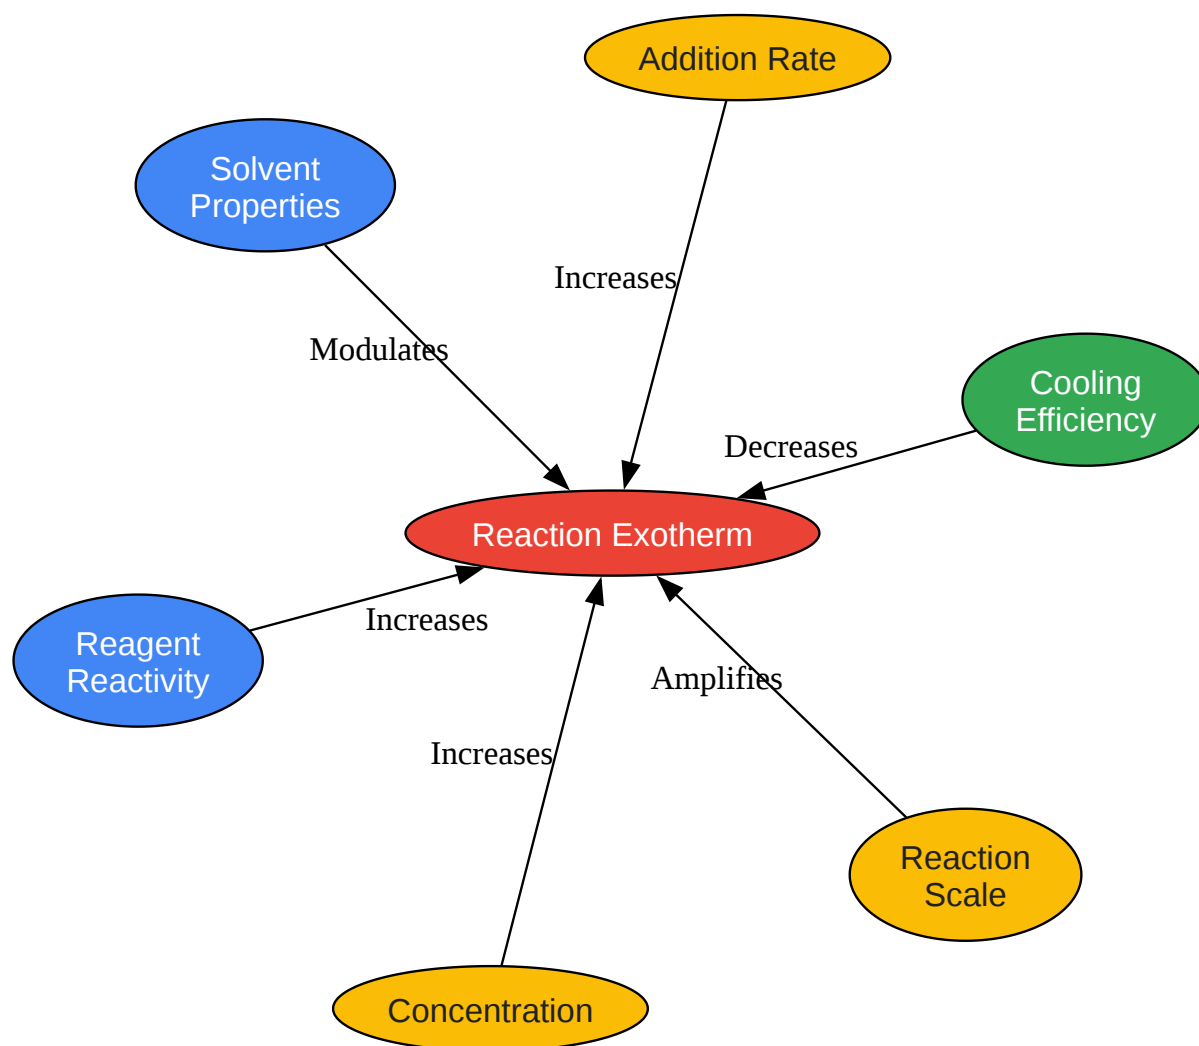 Addition Rate
Solvent
Properties
Increases
Modulates
Cooling
Efficiency
Decreases
Reaction Exotherm
Increases
Reagent
Reactivity
Amplifies
Increases
Reaction
Scale
Concentration